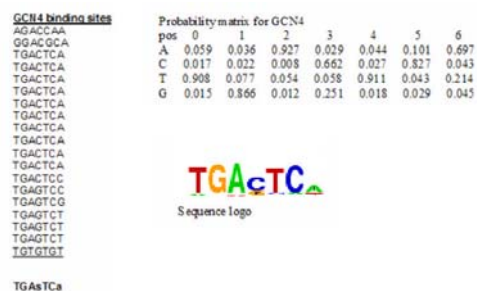 GCN4 binding sites
AGACCAA
GGACGCA
TGACTCA
TGACTCA
TGACTCA
TGACTCA
TGACTCA
TGACTCA
TGACTCA
TGACTCA
TGACTCA
TGACTCA
TGACTCC
TGAGTCC
TGAGTCG
TGAGTCT
TGAGTCT
TGAGTCT
TGTGTGT
TGAsTCa
Probability matrix for GCN4
pos 0 1 2 3 4 5 6
A 0.059 0.036 0.927 0.029 0.044 0.101 0.697
C 0.017 0.022 0.008 0.662 0.027 0.827 0.043
T 0.908 0.077 0.054 0.058 0.911 0.043 0.214
G 0.015 0.866 0.012 0.251 0.018 0.029 0.045
TGAcTCA
Sequence logo